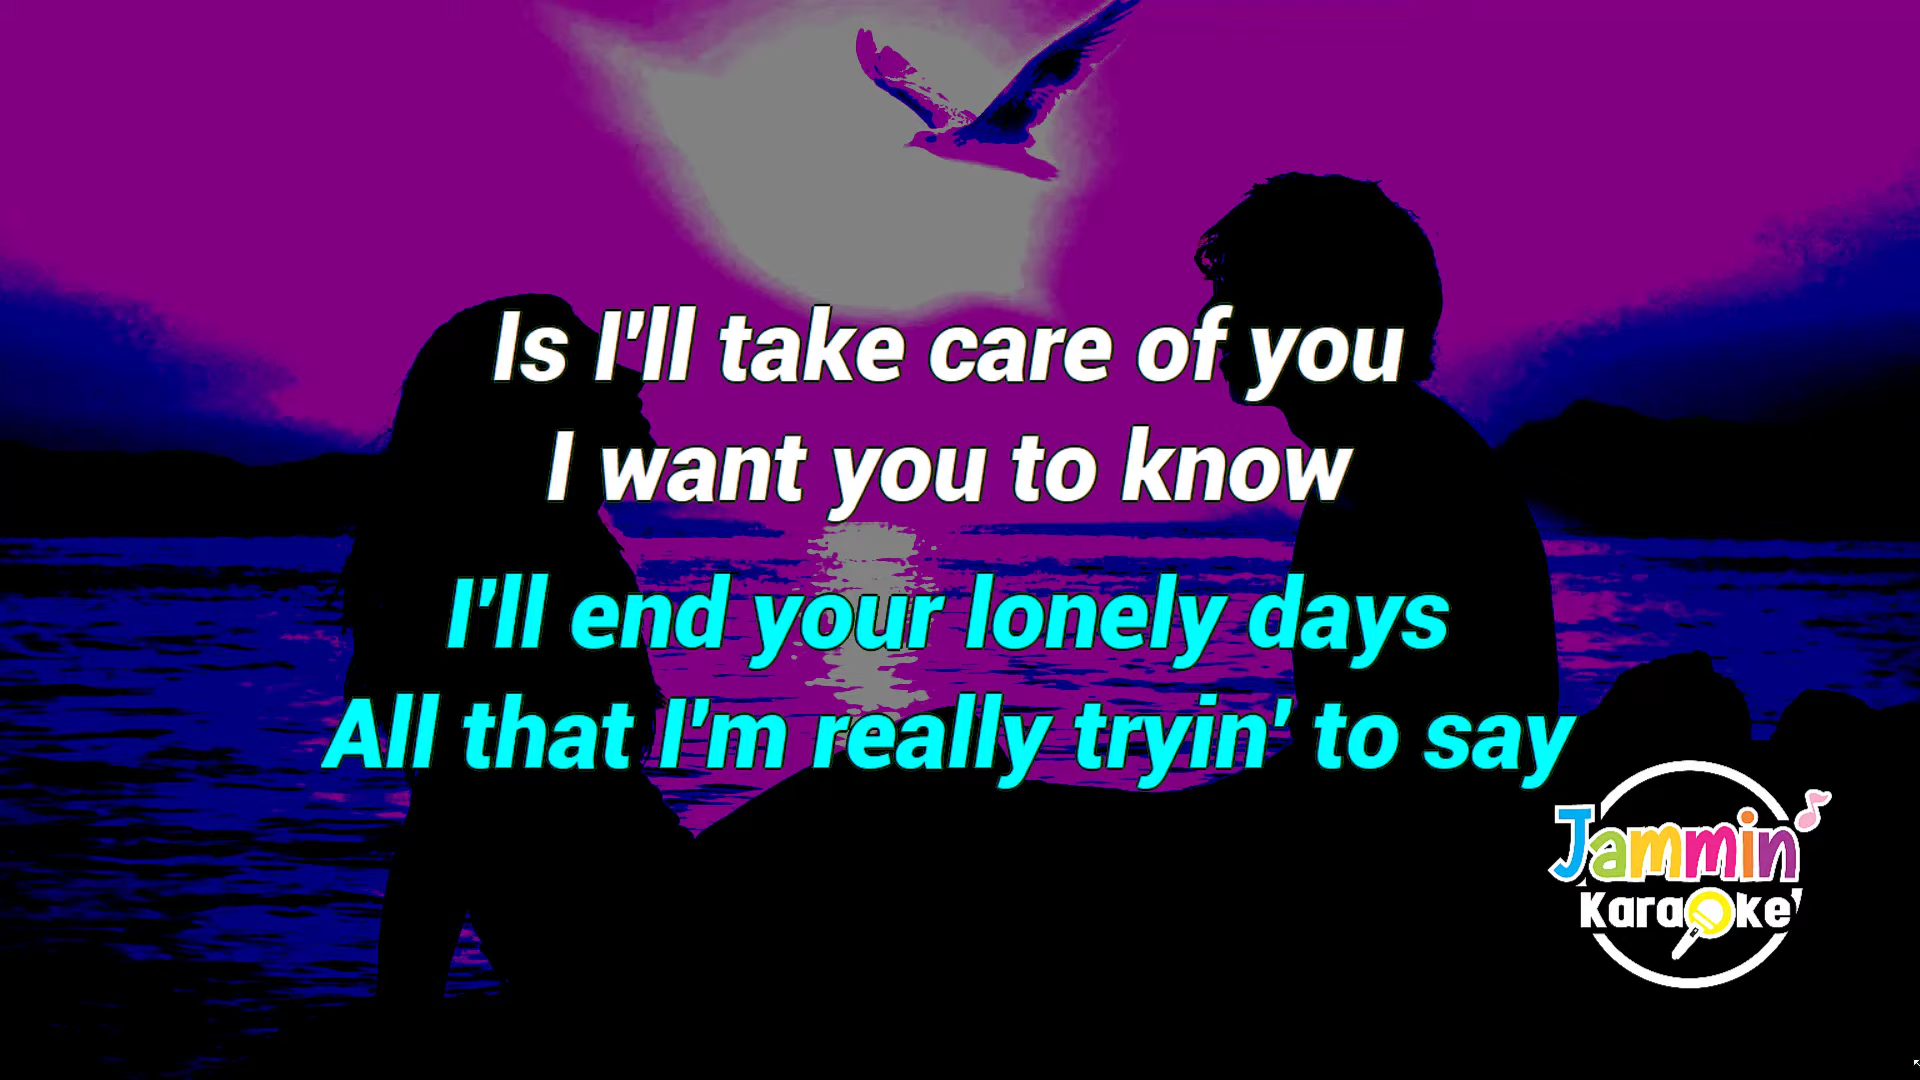 Is I'll take care of you
I want you to know
I'll end your lonely days
All that I'm really tryin' to say
Jammin'
Karaoke